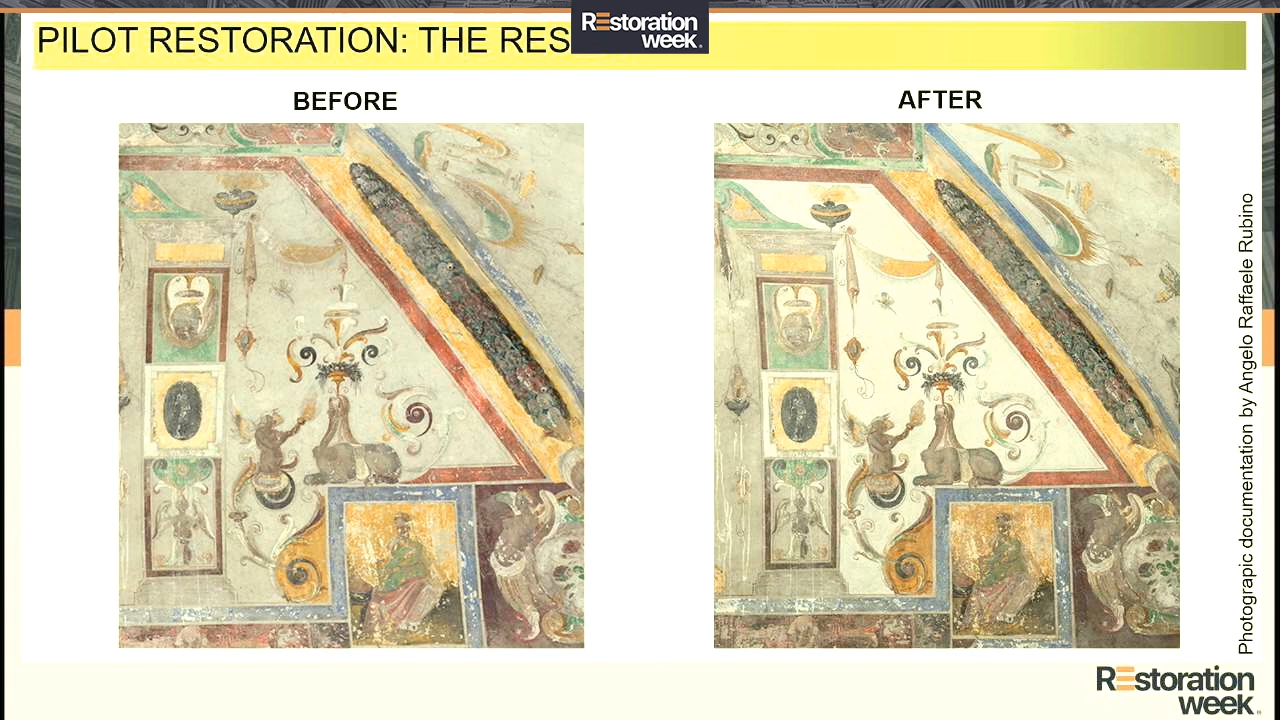 PILOT RESTORATION: THE RES
REstoration
week.
BEFORE
AFTER
Photograpic documentation by Angelo Raffaele Rubino
REstoration
week.